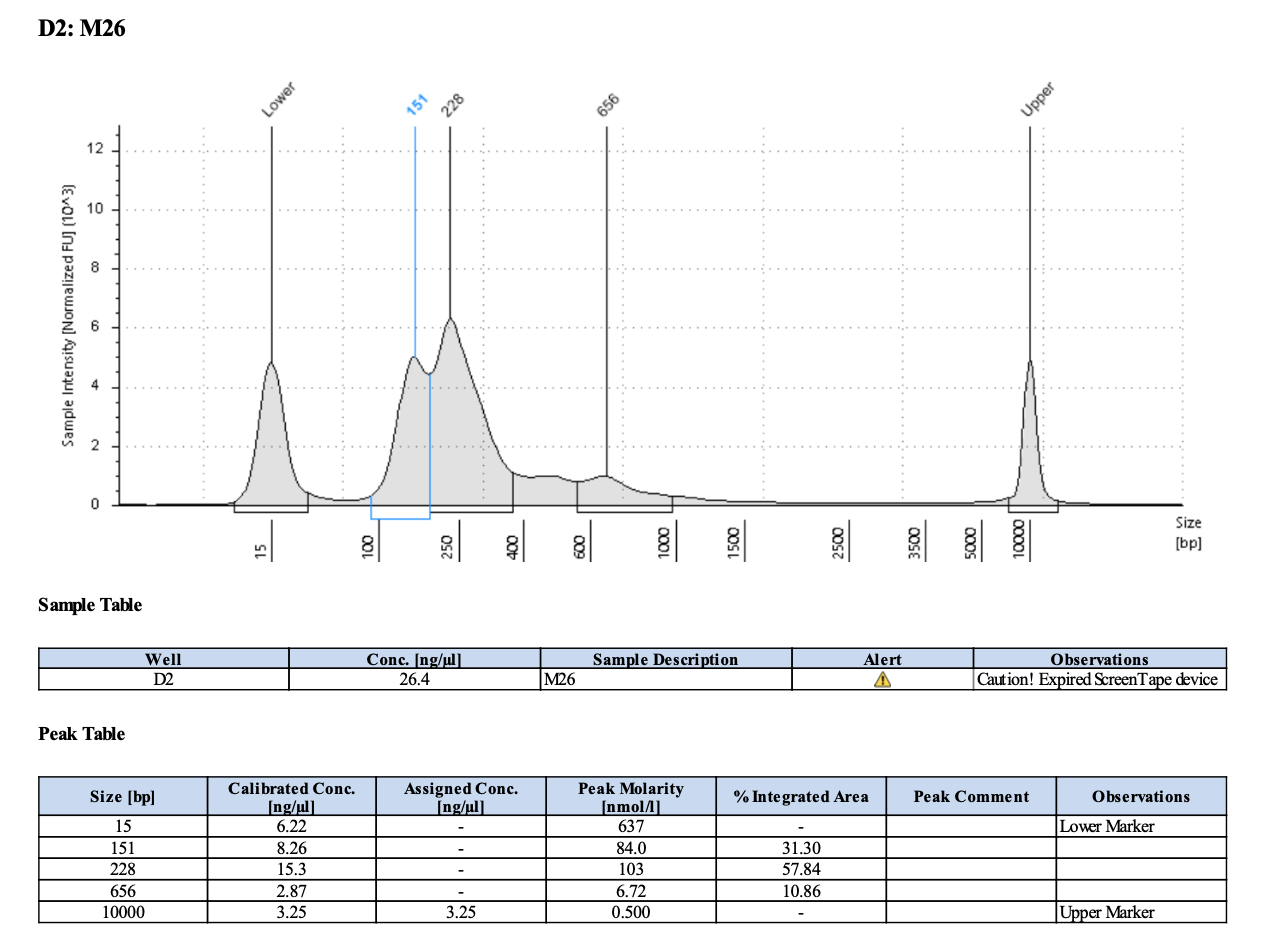 D2: M26
Lower 151 228 656 Upper
Sample Intensity [Normalized FU] (10^3)
12
10
8
6
4
2
0
15 100 250 400 600 1000 1500 2500 3500 5000 10000
Size
[bp]
Sample Table
Well Conc. [ng/µl] Sample Description Alert Observations
D2 26.4 M26 Caution! Expired ScreenTape device
Peak Table
Size [bp] Calibrated Conc. [ng/µl] Assigned Conc. [ng/µl] Peak Molarity [nmol/l] % Integrated Area Peak Comment Observations
15 6.22 - 637 - Lower Marker
151 8.26 - 84.0 31.30
228 15.3 - 103 57.84
656 2.87 - 6.72 10.86
10000 3.25 3.25 0.500 - Upper Marker